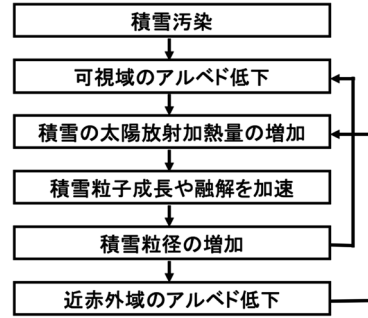 積雪汚染
可視域のアルベド低下
積雪の太陽放射加熱量の増加
積雪粒子成長や融解を加速
積雪粒径の増加
近赤外域のアルベド低下